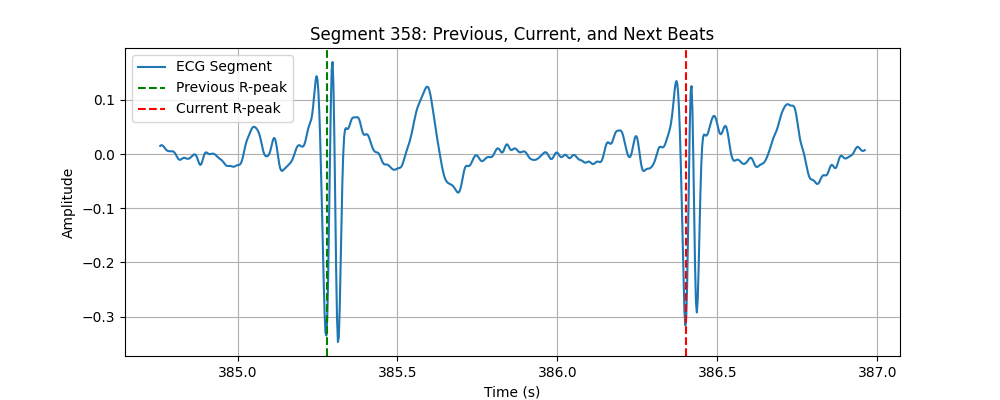 Segment 358: Previous, Current, and Next Beats
ECG Segment
Previous R-peak
Current R-peak
Amplitude
0.1
0.0
−0.1
−0.2
−0.3
385.0 385.5 386.0 386.5 387.0
Time (s)